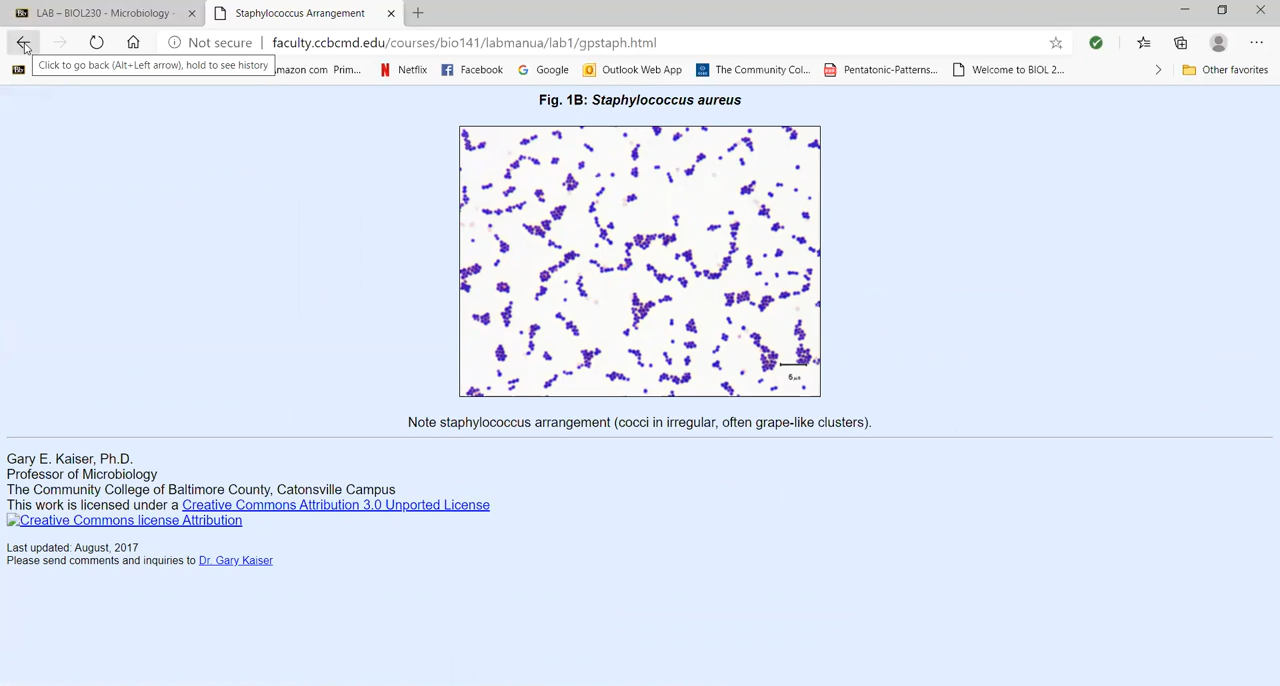 LAB – BIOL230 - Microbiology -
Staphylococcus Arrangement
Not secure | faculty.ccbcmd.edu/courses/bio141/labmanua/lab1/gpstaph.html
Click to go back (Alt+Left arrow), hold to see history
mazon com Prim...
Netflix
Facebook
Google
Outlook Web App
The Community Col...
Pentatonic-Patterns...
Welcome to BIOL 2...
Other favorites
Fig. 1B: Staphylococcus aureus
Note staphylococcus arrangement (cocci in irregular, often grape-like clusters).
Gary E. Kaiser, Ph.D.
Professor of Microbiology
The Community College of Baltimore County, Catonsville Campus
This work is licensed under a Creative Commons Attribution 3.0 Unported License
Creative Commons license Attribution
Last updated: August, 2017
Please send comments and inquiries to Dr. Gary Kaiser